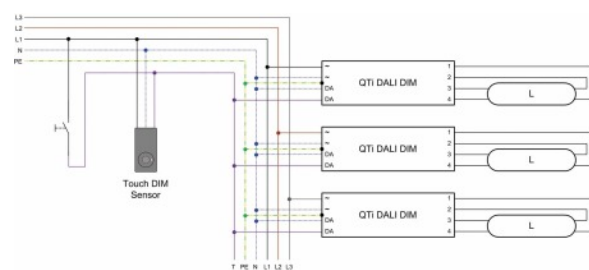 L3
L2
L1
N
PE
~ QTi DALI DIM 1
~ 2
DA 3 L
DA 4
~ QTi DALI DIM 1
~ 2
DA 3 L
DA 4
~ QTi DALI DIM 1
~ 2
DA 3 L
DA 4
Touch DIM
Sensor
T PE N L1 L2 L3